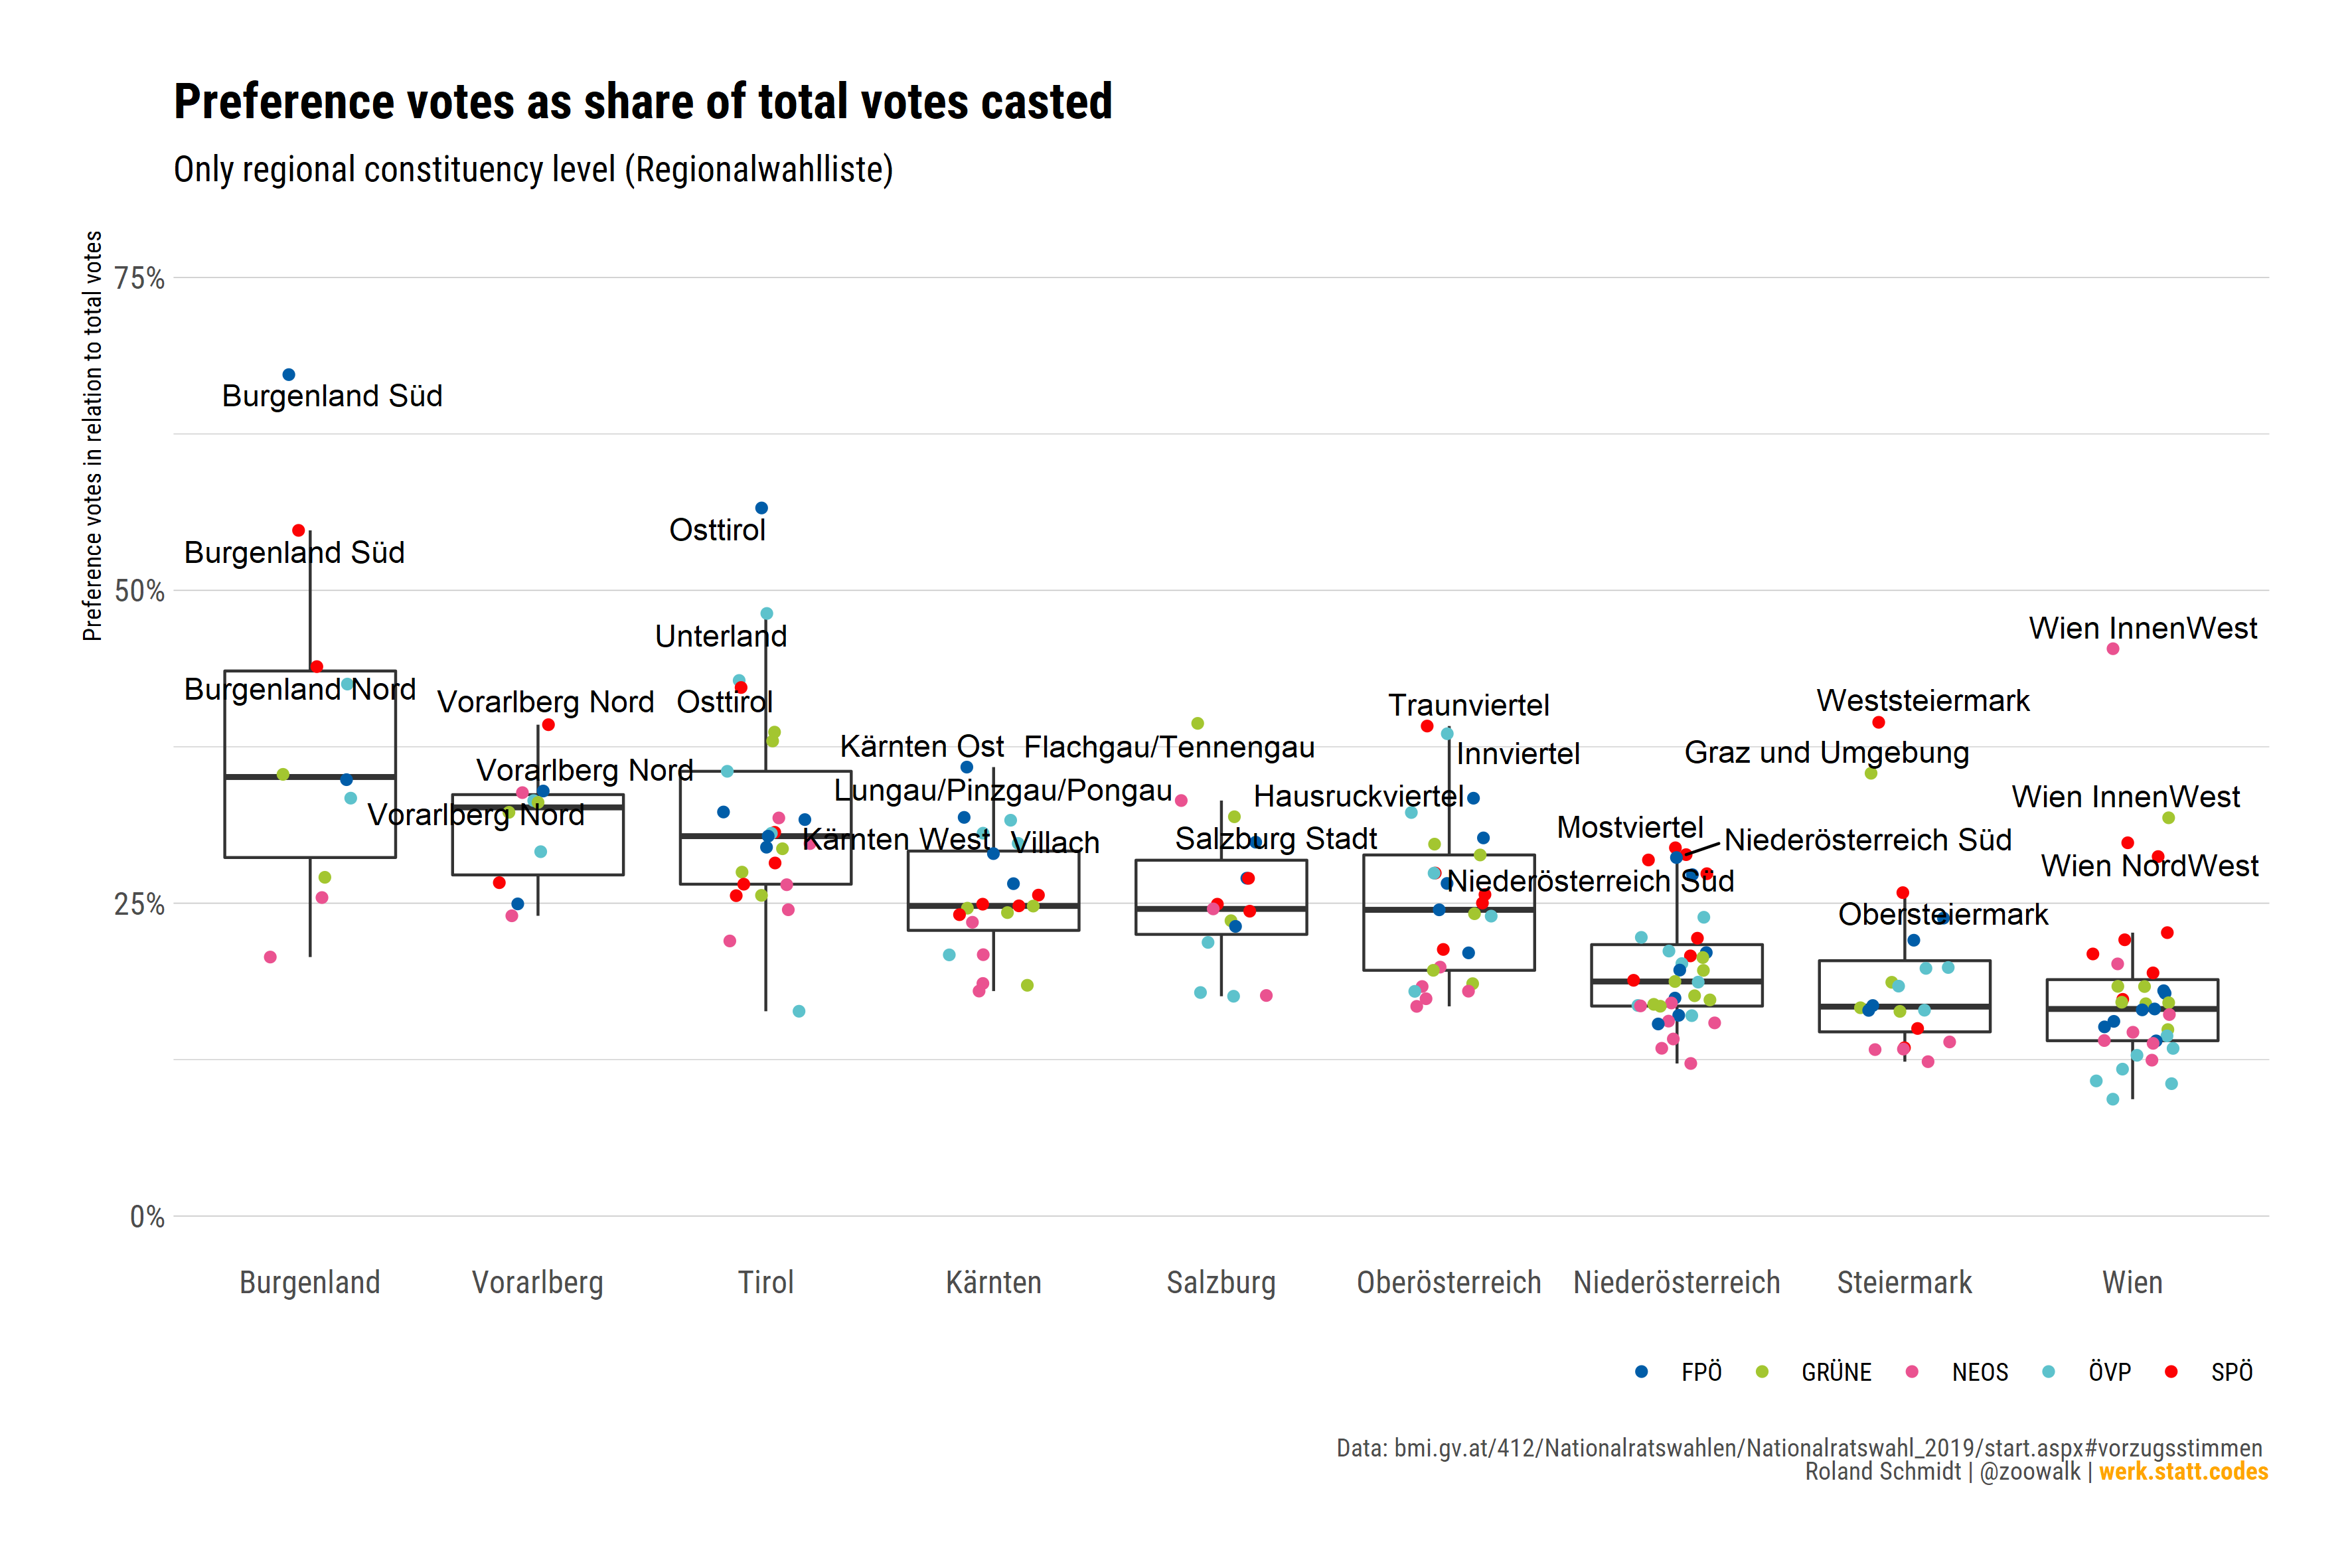 Preference votes as share of total votes casted
Only regional constituency level (Regionalwahlliste)
Preference votes in relation to total votes
75%
50%
25%
0%
Burgenland Süd
Burgenland Süd
Burgenland Nord
Vorarlberg Nord
Vorarlberg Nord
Vorarlberg Nord
Osttirol
Unterland
Osttirol
Kärnten Ost
Kärnten West
Villach
Flachgau/Tennengau
Lungau/Pinzgau/Pongau
Salzburg Stadt
Traunviertel
Innviertel
Hausruckviertel
Mostviertel
Niederösterreich Süd
Niederösterreich Süd
Weststeiermark
Graz und Umgebung
Obersteiermark
Wien InnenWest
Wien InnenWest
Wien NordWest
Burgenland
Vorarlberg
Tirol
Kärnten
Salzburg
Oberösterreich
Niederösterreich
Steiermark
Wien
FPÖ
GRÜNE
NEOS
ÖVP
SPÖ
Data: bmi.gv.at/412/Nationalratswahlen/Nationalratswahl_2019/start.aspx#vorzugsstimmen
Roland Schmidt | @zoowalk | werk.statt.codes